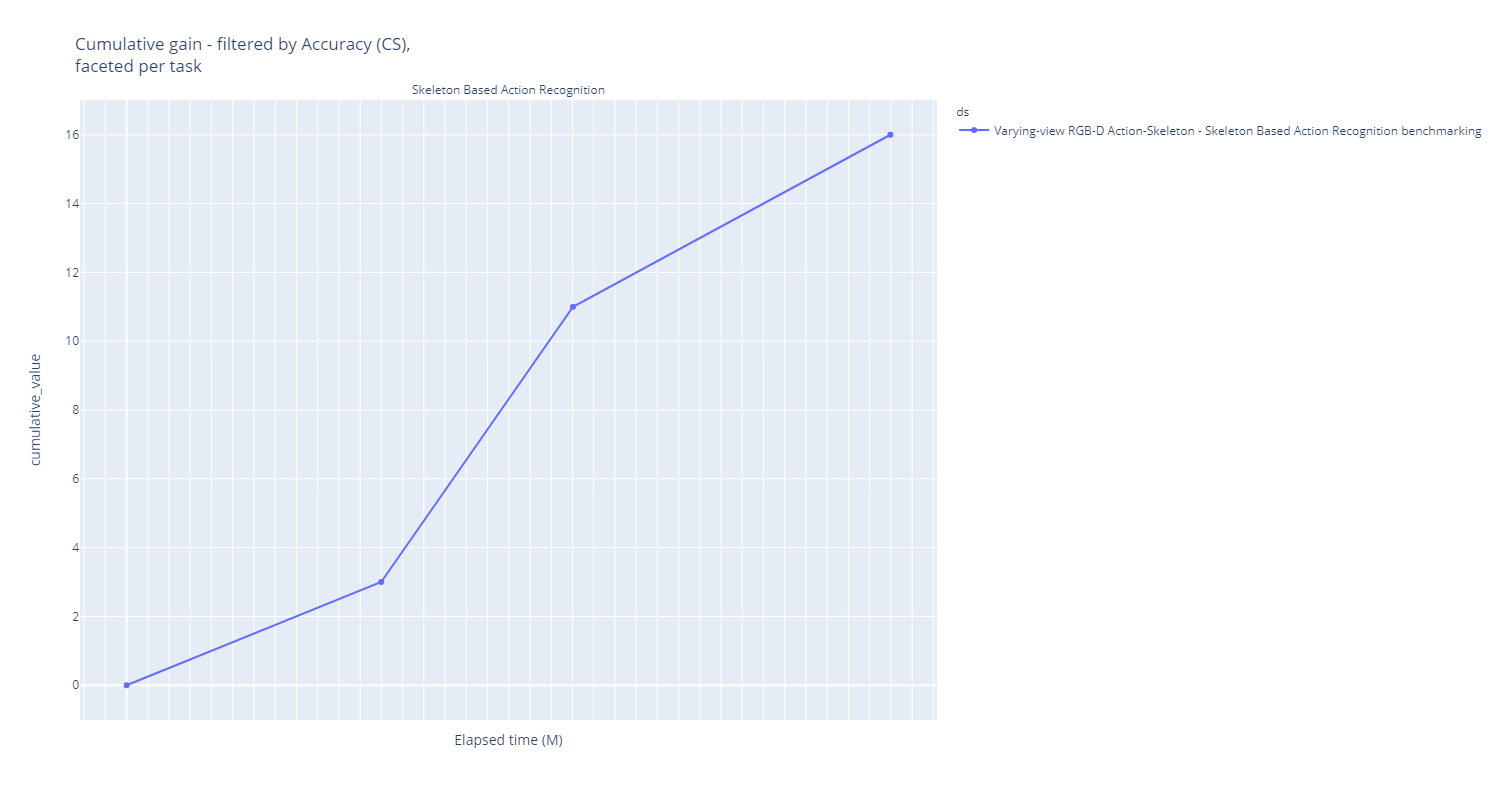 Cumulative gain - filtered by Accuracy (CS),
faceted per task
Skeleton Based Action Recognition
ds
Varying-view RGB-D Action-Skeleton - Skeleton Based Action Recognition benchmarking
16
14
12
10
8
6
4
2
0
cumulative_value
Elapsed time (M)